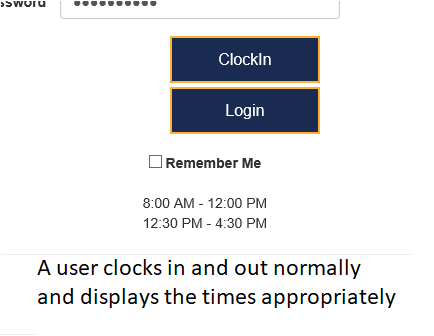 ClockIn
Login
Remember Me
8:00 AM - 12:00 PM
12:30 PM - 4:30 PM
A user clocks in and out normally
and displays the times appropriately